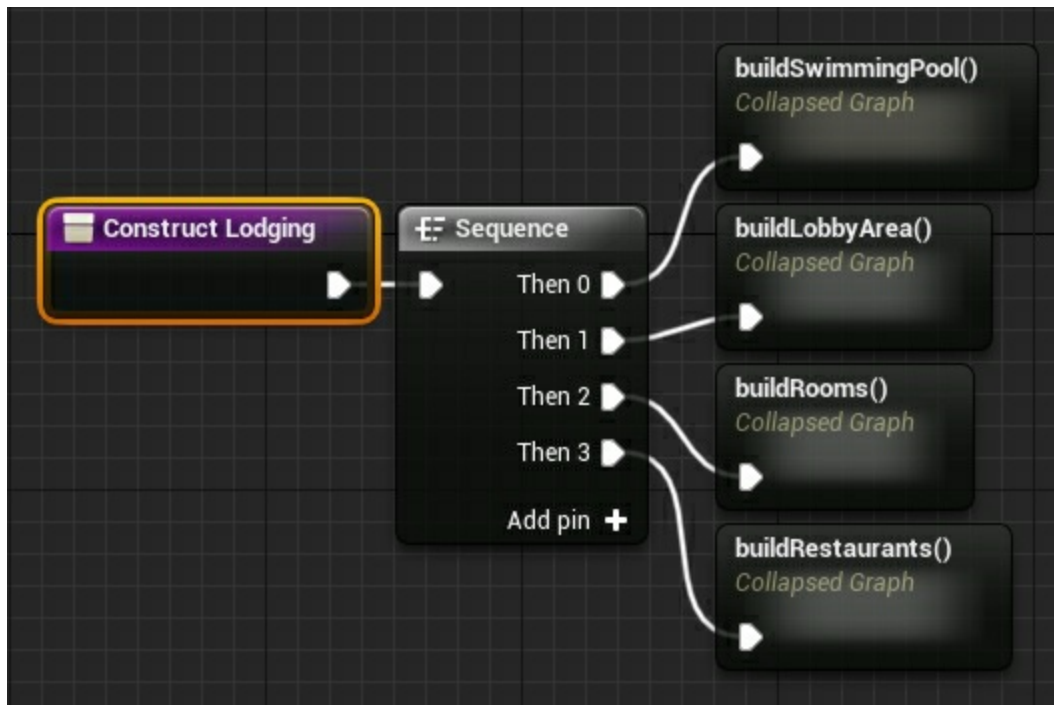 Construct Lodging
Sequence
Then 0
Then 1
Then 2
Then 3
Add pin
buildSwimmingPool()
Collapsed Graph
buildLobbyArea()
Collapsed Graph
buildRooms()
Collapsed Graph
buildRestaurants()
Collapsed Graph